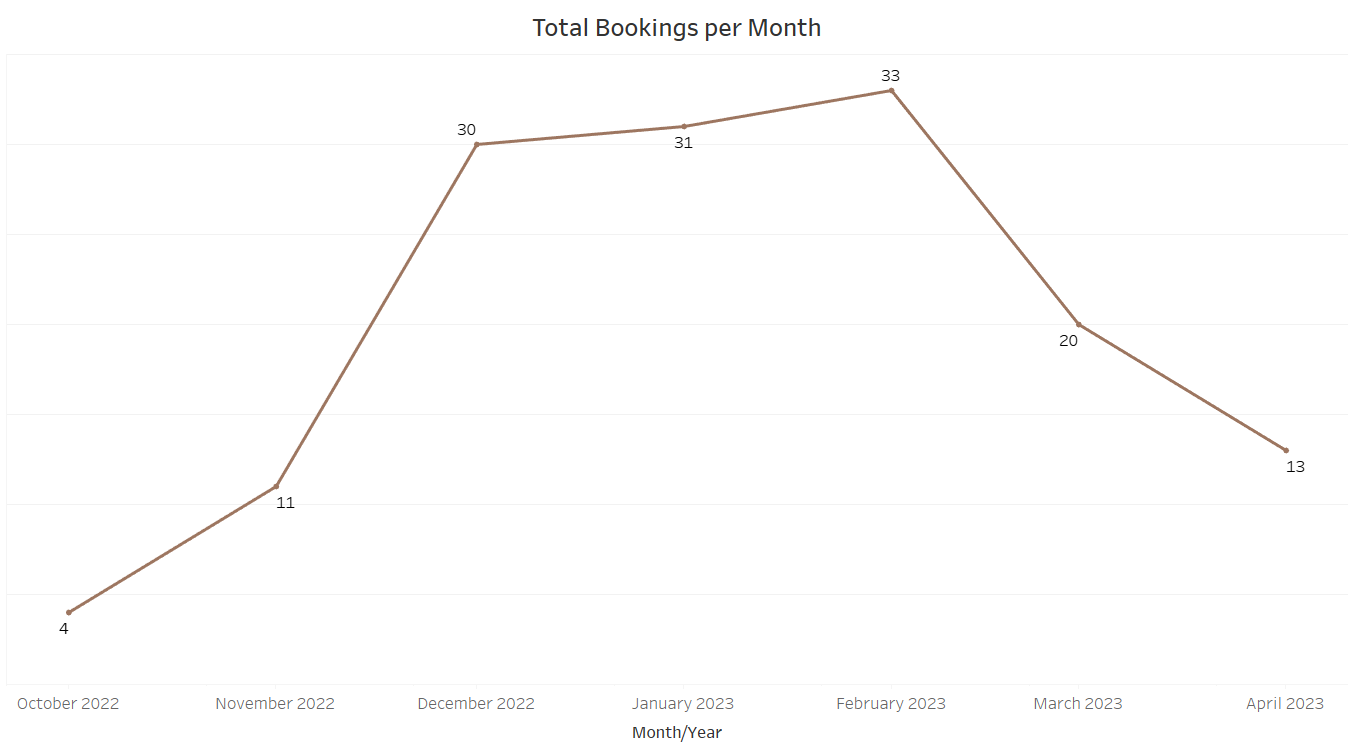 Total Bookings per Month
33
30
31
20
13
11
4
October 2022 November 2022 December 2022 January 2023 February 2023 March 2023 April 2023
Month/Year